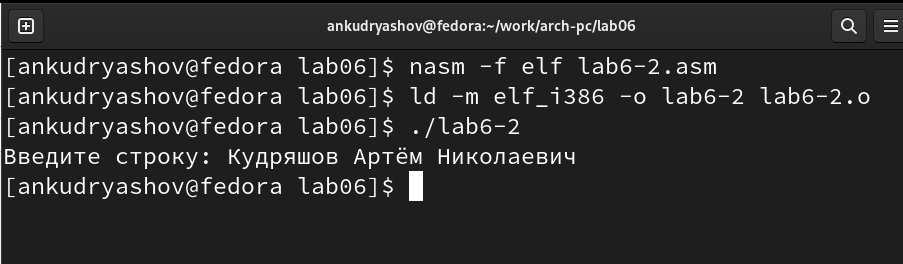 ankudryashov@fedora:~/work/arch-pc/lab06
[ankudryashov@fedora lab06]$ nasm -f elf lab6-2.asm
[ankudryashov@fedora lab06]$ ld -m elf_i386 -o lab6-2 lab6-2.o
[ankudryashov@fedora lab06]$ ./lab6-2
Введите строку: Кудряшов Артём Николаевич
[ankudryashov@fedora lab06]$